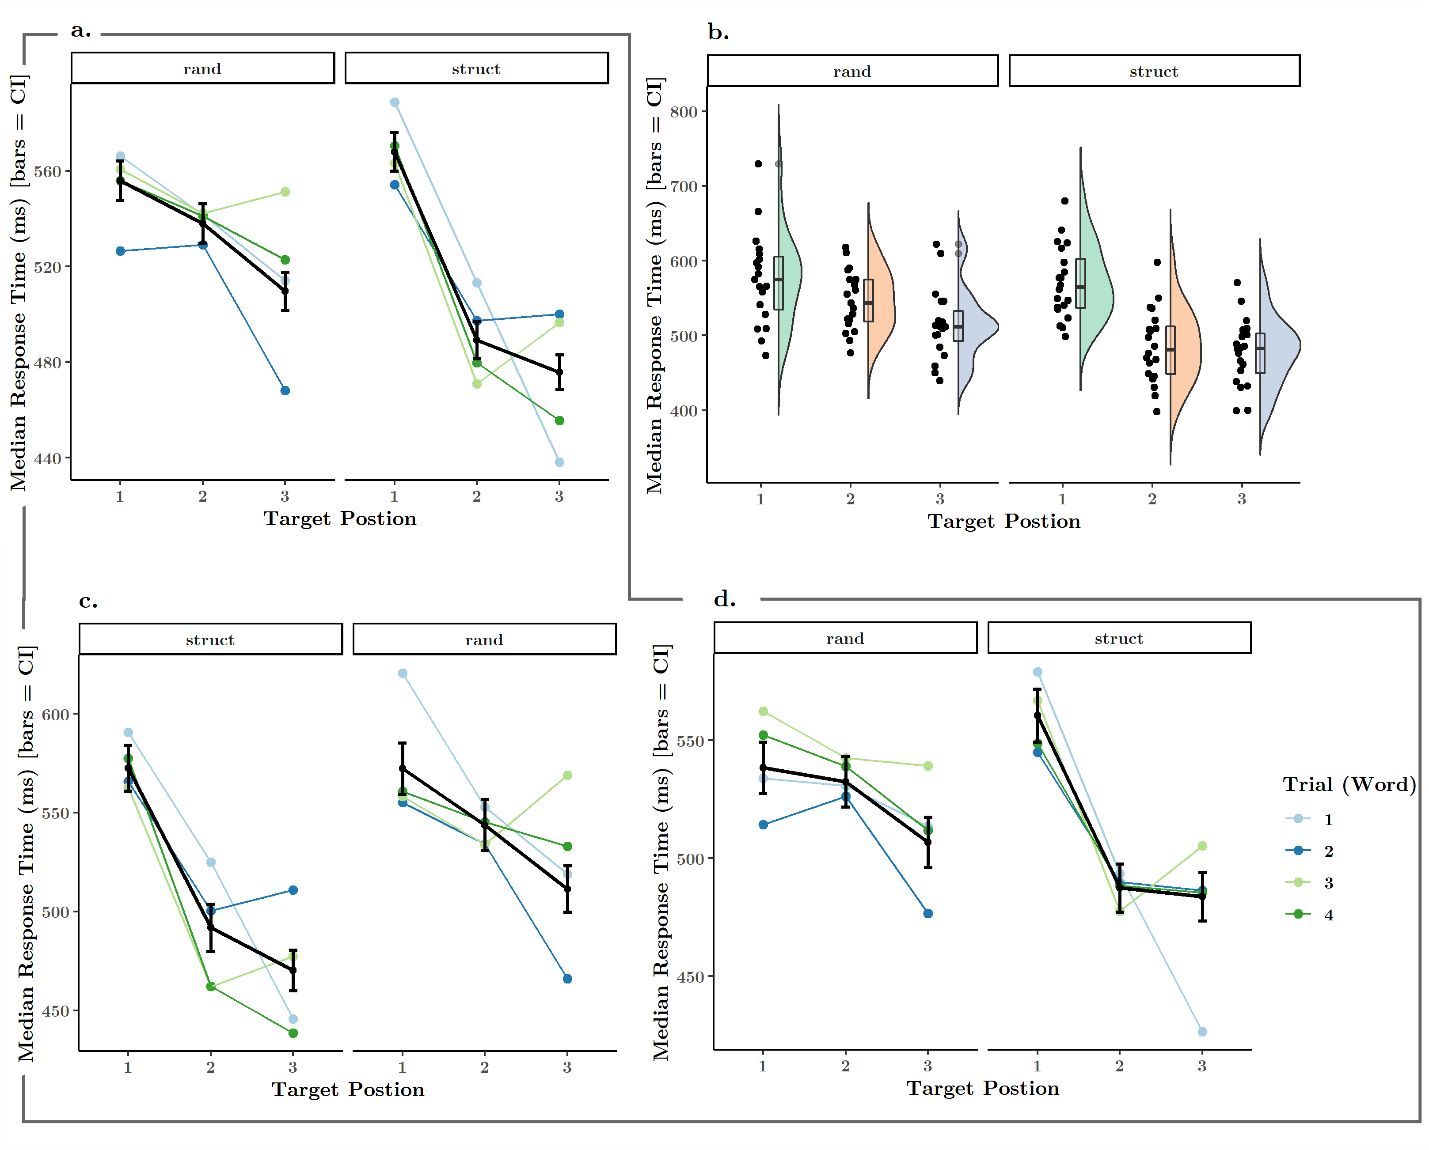 a.
rand struct
Median Response Time (ms) [bars = CI]
560
520
480
440
1 2 3 1 2 3
Target Postion
b.
rand struct
Median Response Time (ms) [bars = CI]
800
700
600
500
400
1 2 3 1 2 3
Target Postion
c.
struct rand
Median Response Time (ms) [bars = CI]
600
550
500
450
1 2 3 1 2 3
Target Postion
d.
rand struct
Median Response Time (ms) [bars = CI]
550
500
450
1 2 3 1 2 3
Target Postion
Trial (Word)
1
2
3
4